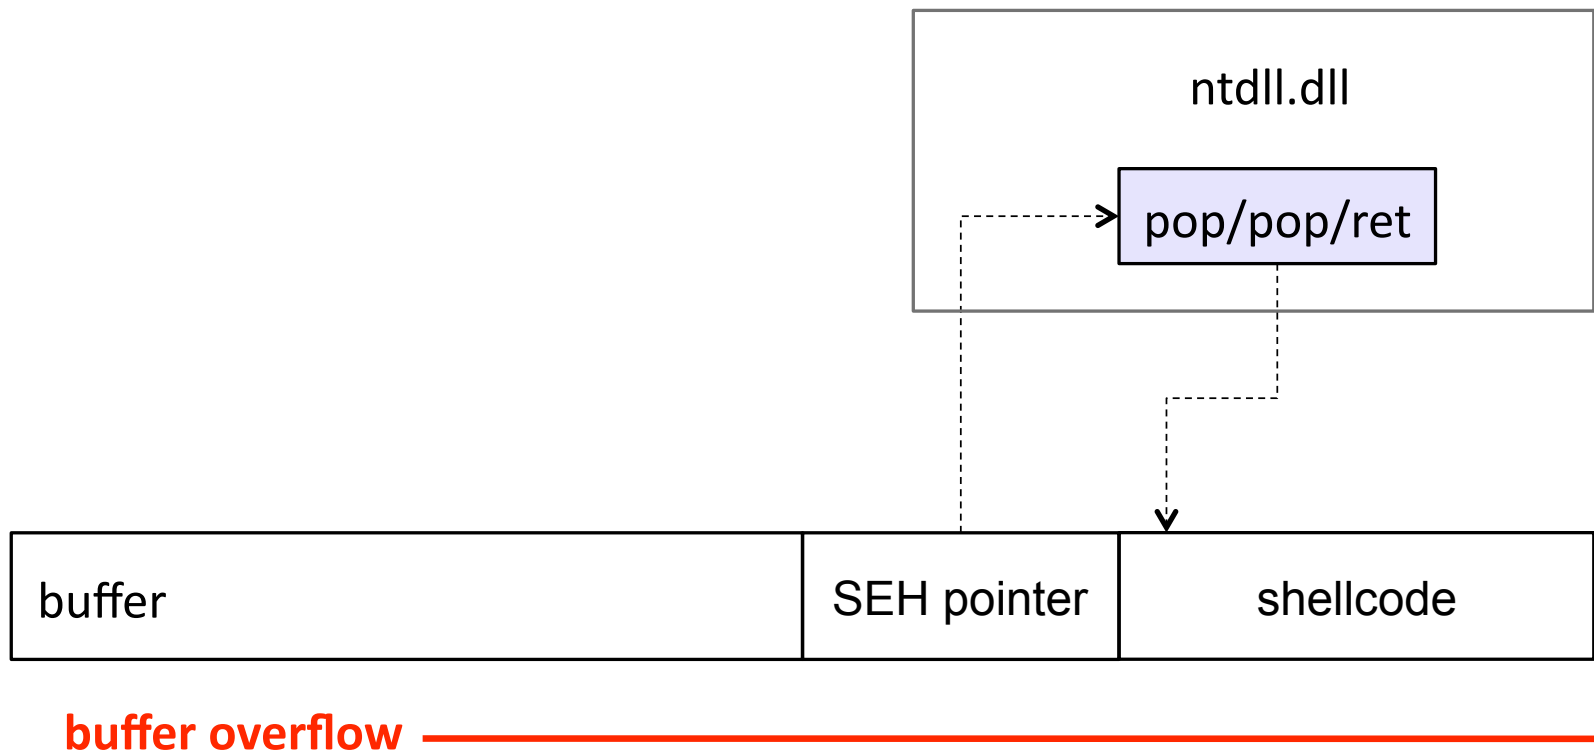 ntdll.dll
pop/pop/ret
buffer
SEH pointer
shellcode
buffer overflow